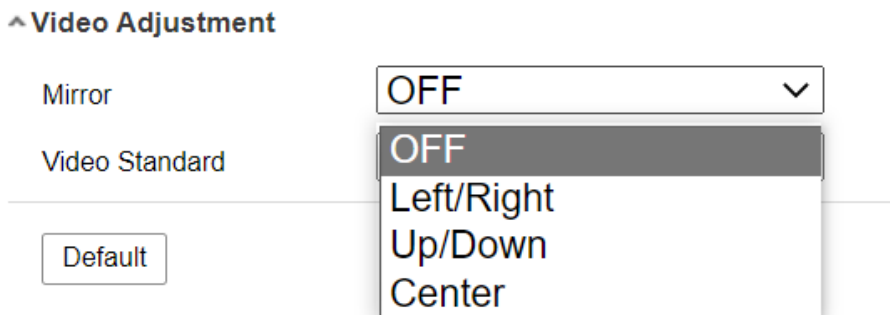 Video Adjustment
Mirror OFF
OFF
Video Standard
Left/Right
Up/Down
Default
Center